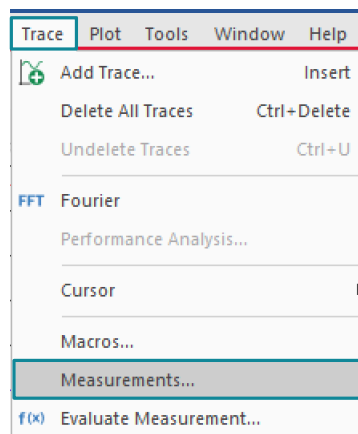 Trace Plot Tools Window Help
Add Trace... Insert
Delete All Traces Ctrl+Delete
Undelete Traces Ctrl+U
FFT Fourier
Performance Analysis...
Cursor
Macros...
Measurements...
f(x) Evaluate Measurement...